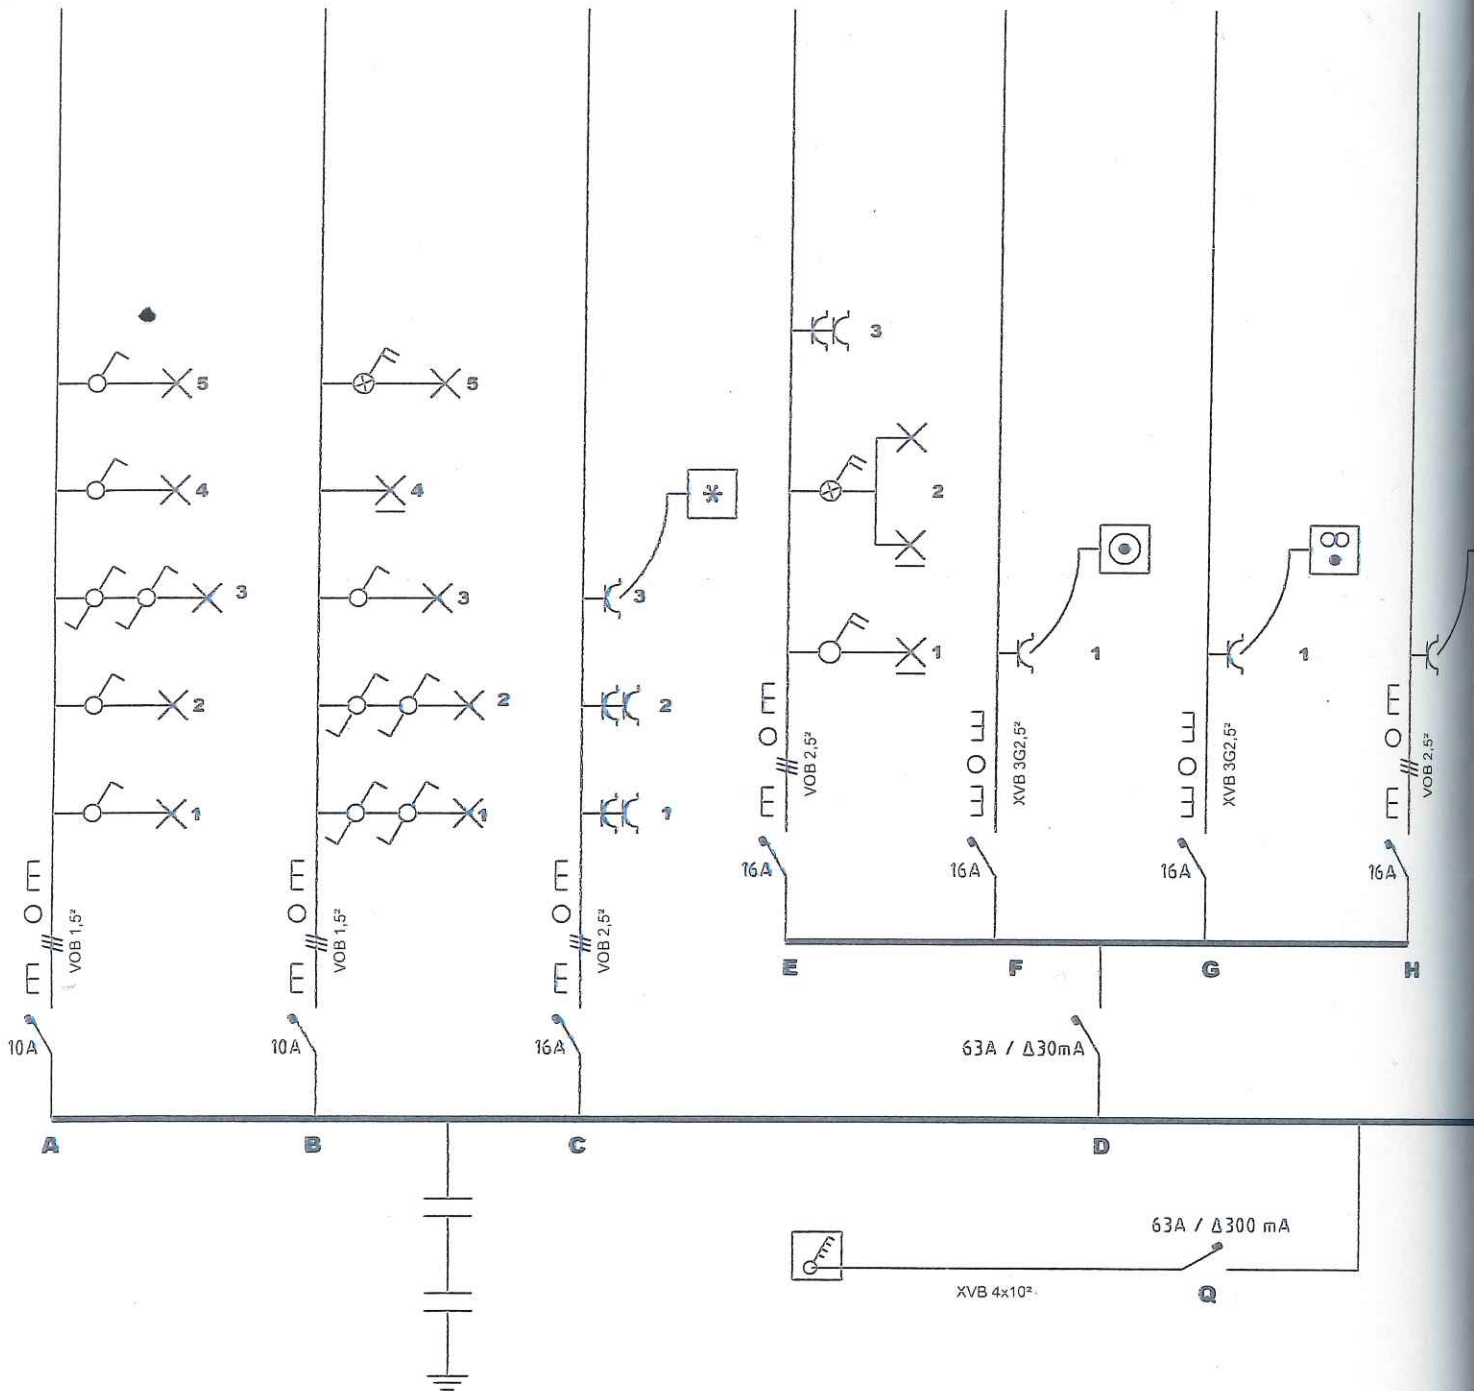 3
5
5
4
4
2
3
3
3
1
1
1
2
2
2
1
1
1
VOB 2,5²
XVB 3G2,5²
XVB 3G2,5²
VOB 2,5²
16A
16A
16A
16A
VOB 1,5²
VOB 1,5²
VOB 2,5²
E
F
G
H
10A
10A
16A
63A / Δ30mA
A
B
C
D
63A / Δ300 mA
XVB 4x10²
Q